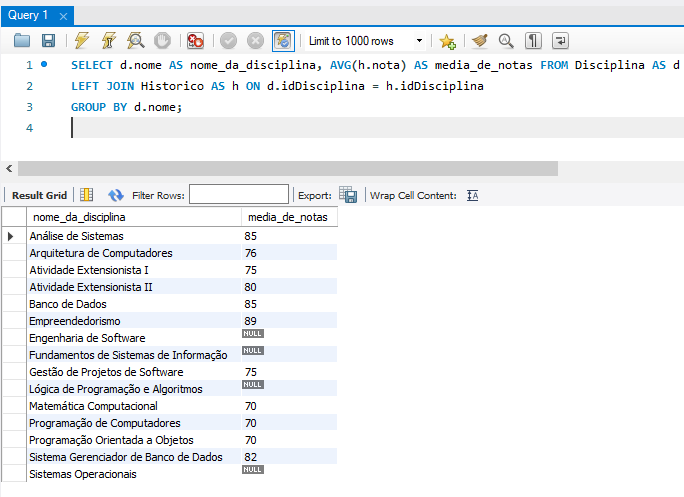 Query 1
Limit to 1000 rows
1 SELECT d.nome AS nome_da_disciplina, AVG(h.nota) AS media_de_notas FROM Disciplina AS d
2 LEFT JOIN Historico AS h ON d.idDisciplina = h.idDisciplina
3 GROUP BY d.nome;
4
Result Grid Filter Rows: Export: Wrap Cell Content:
nome_da_disciplina media_de_notas
Análise de Sistemas 85
Arquitetura de Computadores 76
Atividade Extensionista I 75
Atividade Extensionista II 80
Banco de Dados 85
Empreendedorismo 89
Engenharia de Software NULL
Fundamentos de Sistemas de Informação NULL
Gestão de Projetos de Software 75
Lógica de Programação e Algoritmos NULL
Matemática Computacional 70
Programação de Computadores 70
Programação Orientada a Objetos 70
Sistema Gerenciador de Banco de Dados 82
Sistemas Operacionais NULL